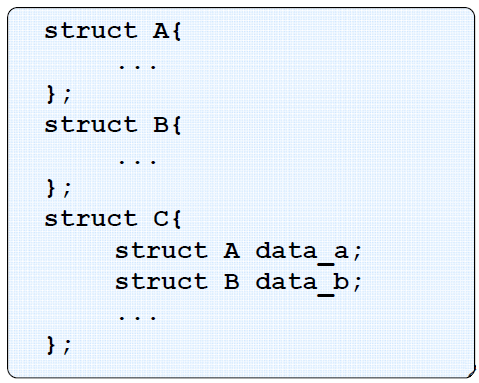 struct A{
...
};
struct B{
...
};
struct C{
struct A data_a;
struct B data_b;
...
};